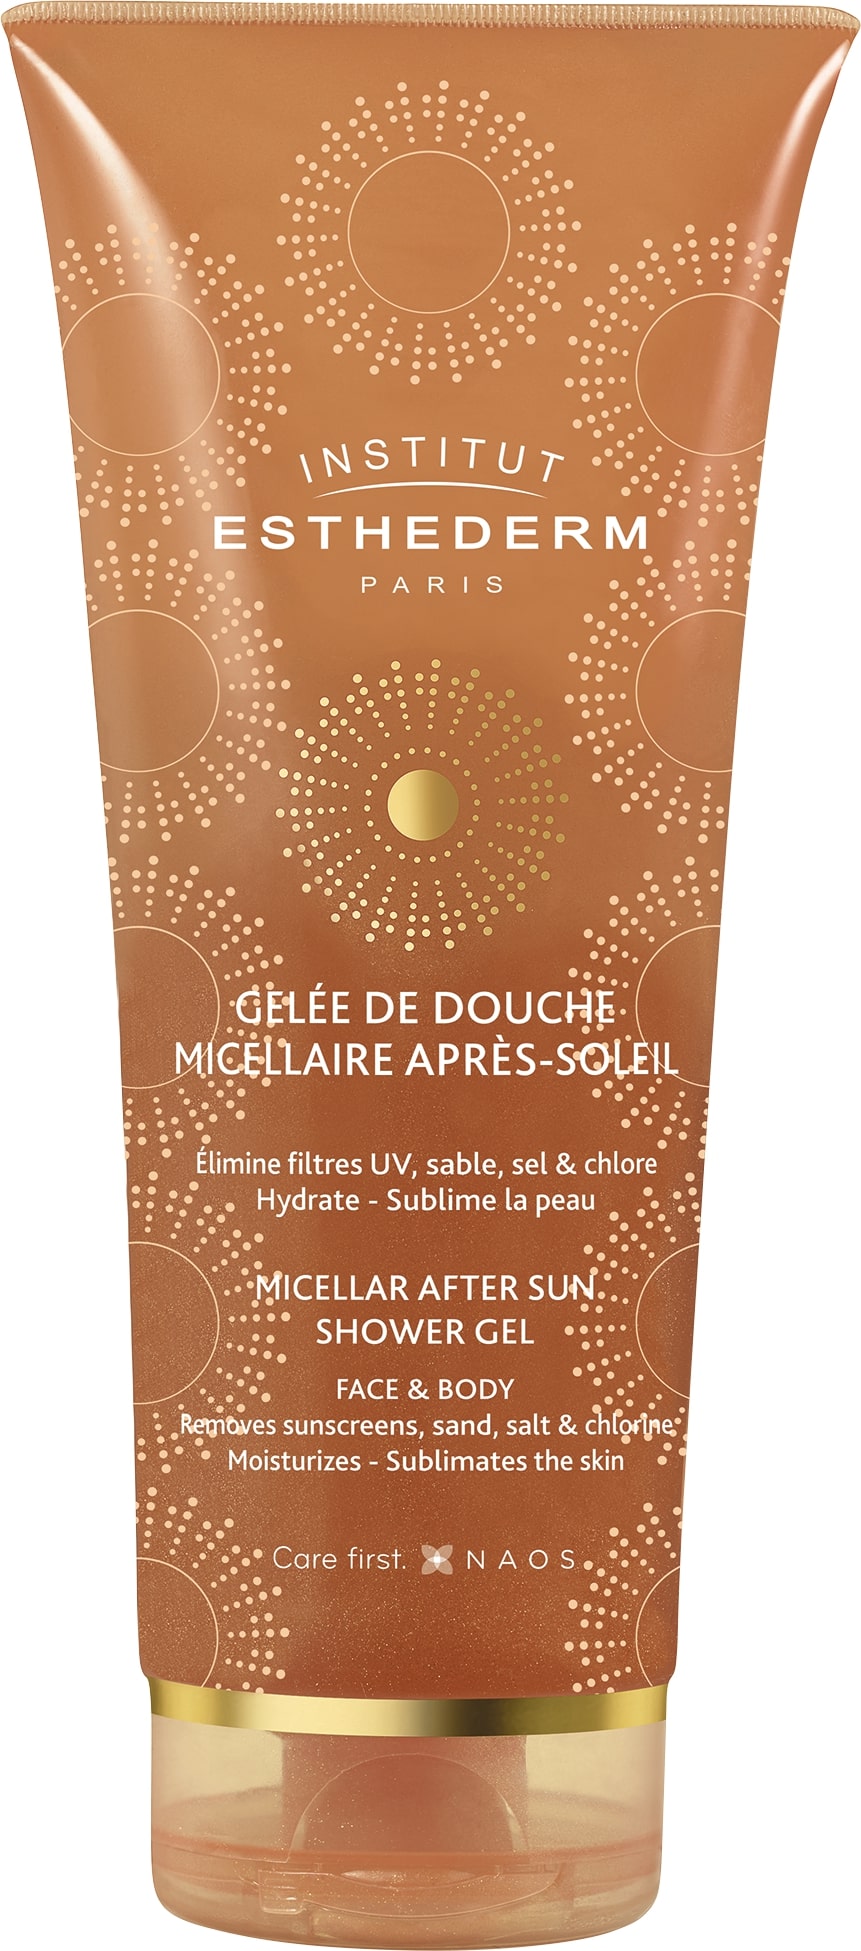 INSTITUT
ESTHEDERM
PARIS
GELÉE DE DOUCHE
MICELLAIRE APRÈS-SOLEIL
Élimine filtres UV, sable, sel & chlore
Hydrate - Sublime la peau
MICELLAR AFTER SUN
SHOWER GEL
FACE & BODY
Removes sunscreens, sand, salt & chlorine
Moisturizes - Sublimates the skin
Care first. NAOS